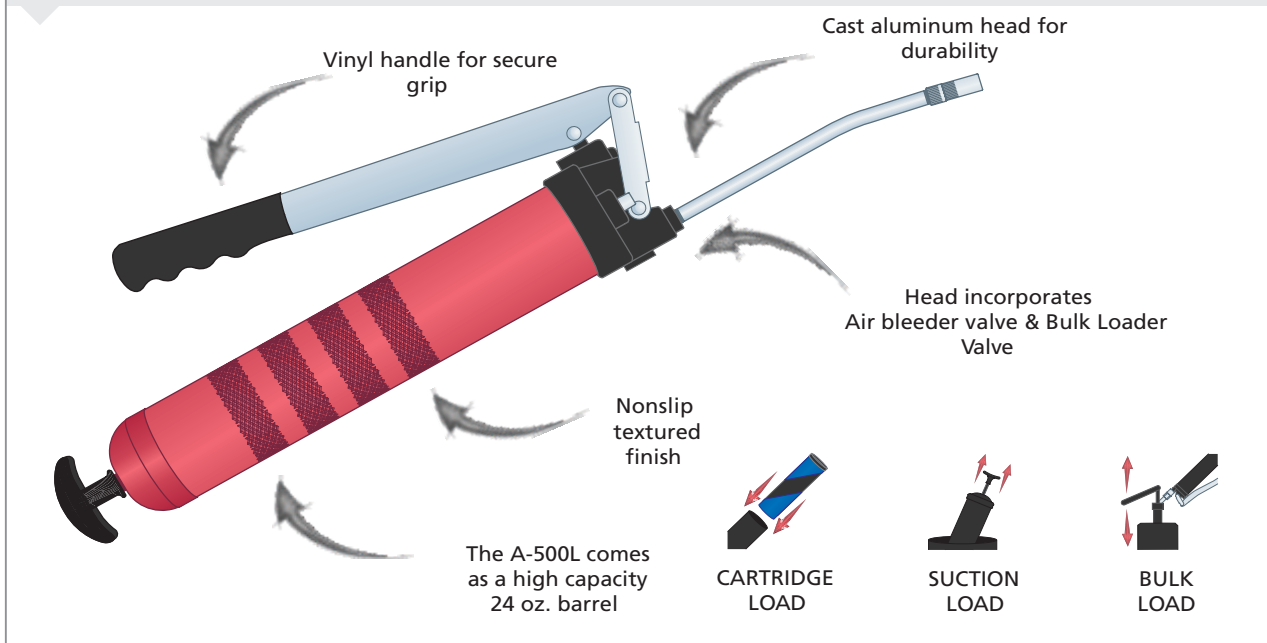 Cast aluminum head for
durability
Vinyl handle for secure
grip
Head incorporates
Air bleeder valve & Bulk Loader
Valve
Nonslip
textured
finish
The A-500L comes
as a high capacity
24 oz. barrel
CARTRIDGE
LOAD
SUCTION
LOAD
BULK
LOAD